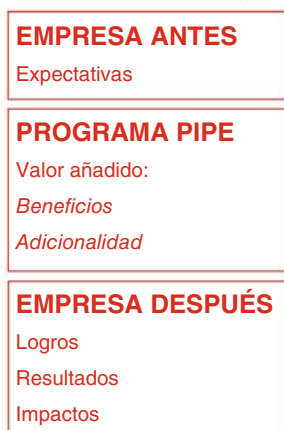 EMPRESA ANTES
Expectativas
PROGRAMA PIPE
Valor añadido:
Beneficios
Adicionalidad
EMPRESA DESPUÉS
Logros
Resultados
Impactos